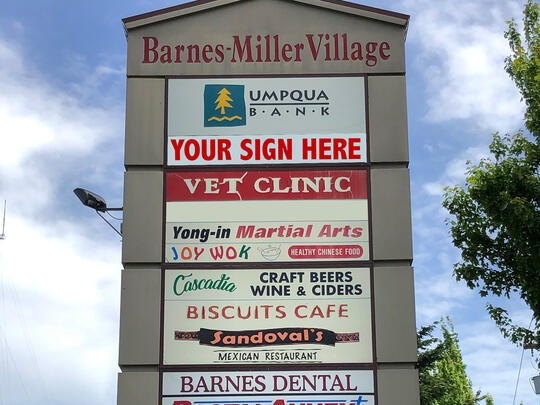 Barnes-Miller Village
UMPQUA
B·A·N·K
YOUR SIGN HERE
VET CLINIC
Yong-in Martial Arts
JOY WOK HEALTHY CHINESE FOOD
Cascadia CRAFT BEERS
WINE & CIDERS
BISCUITS CAFE
Sandoval's
MEXICAN RESTAURANT
BARNES DENTAL